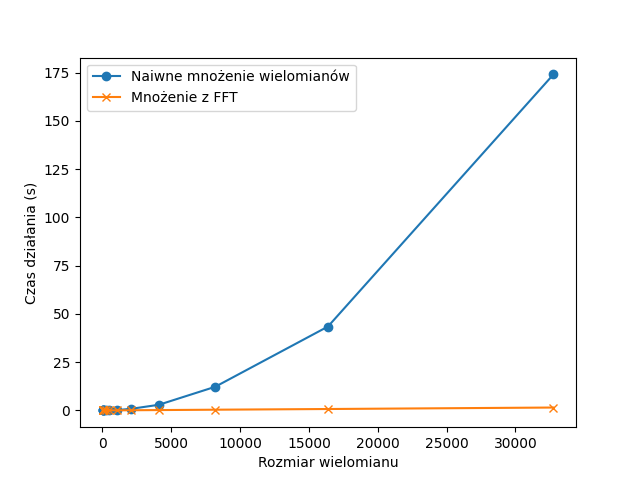 Naiwne mnożenie wielomianów
Mnożenie z FFT
175
150
125
100
75
50
25
0
Czas działania (s)
0 5000 10000 15000 20000 25000 30000
Rozmiar wielomianu